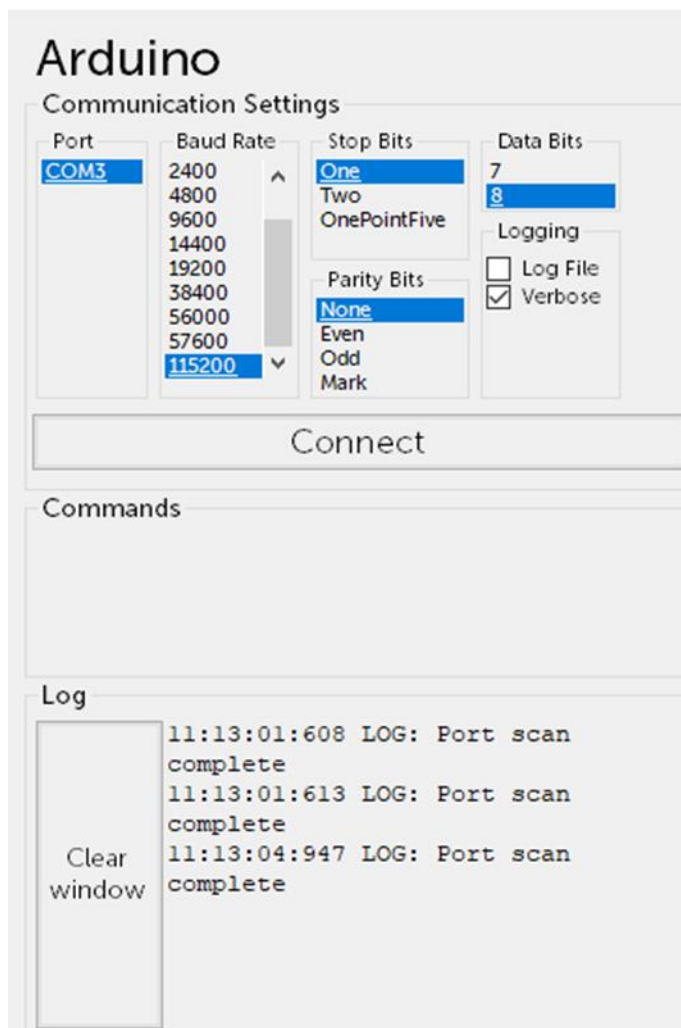 Arduino
Communication Settings
Port
COM3
Baud Rate
2400
4800
9600
14400
19200
38400
56000
57600
115200
Stop Bits
One
Two
OnePointFive
Parity Bits
None
Even
Odd
Mark
Data Bits
7
8
Logging
Log File
Verbose
Connect
Commands
Log
Clear
window
11:13:01:608 LOG: Port scan
complete
11:13:01:613 LOG: Port scan
complete
11:13:04:947 LOG: Port scan
complete